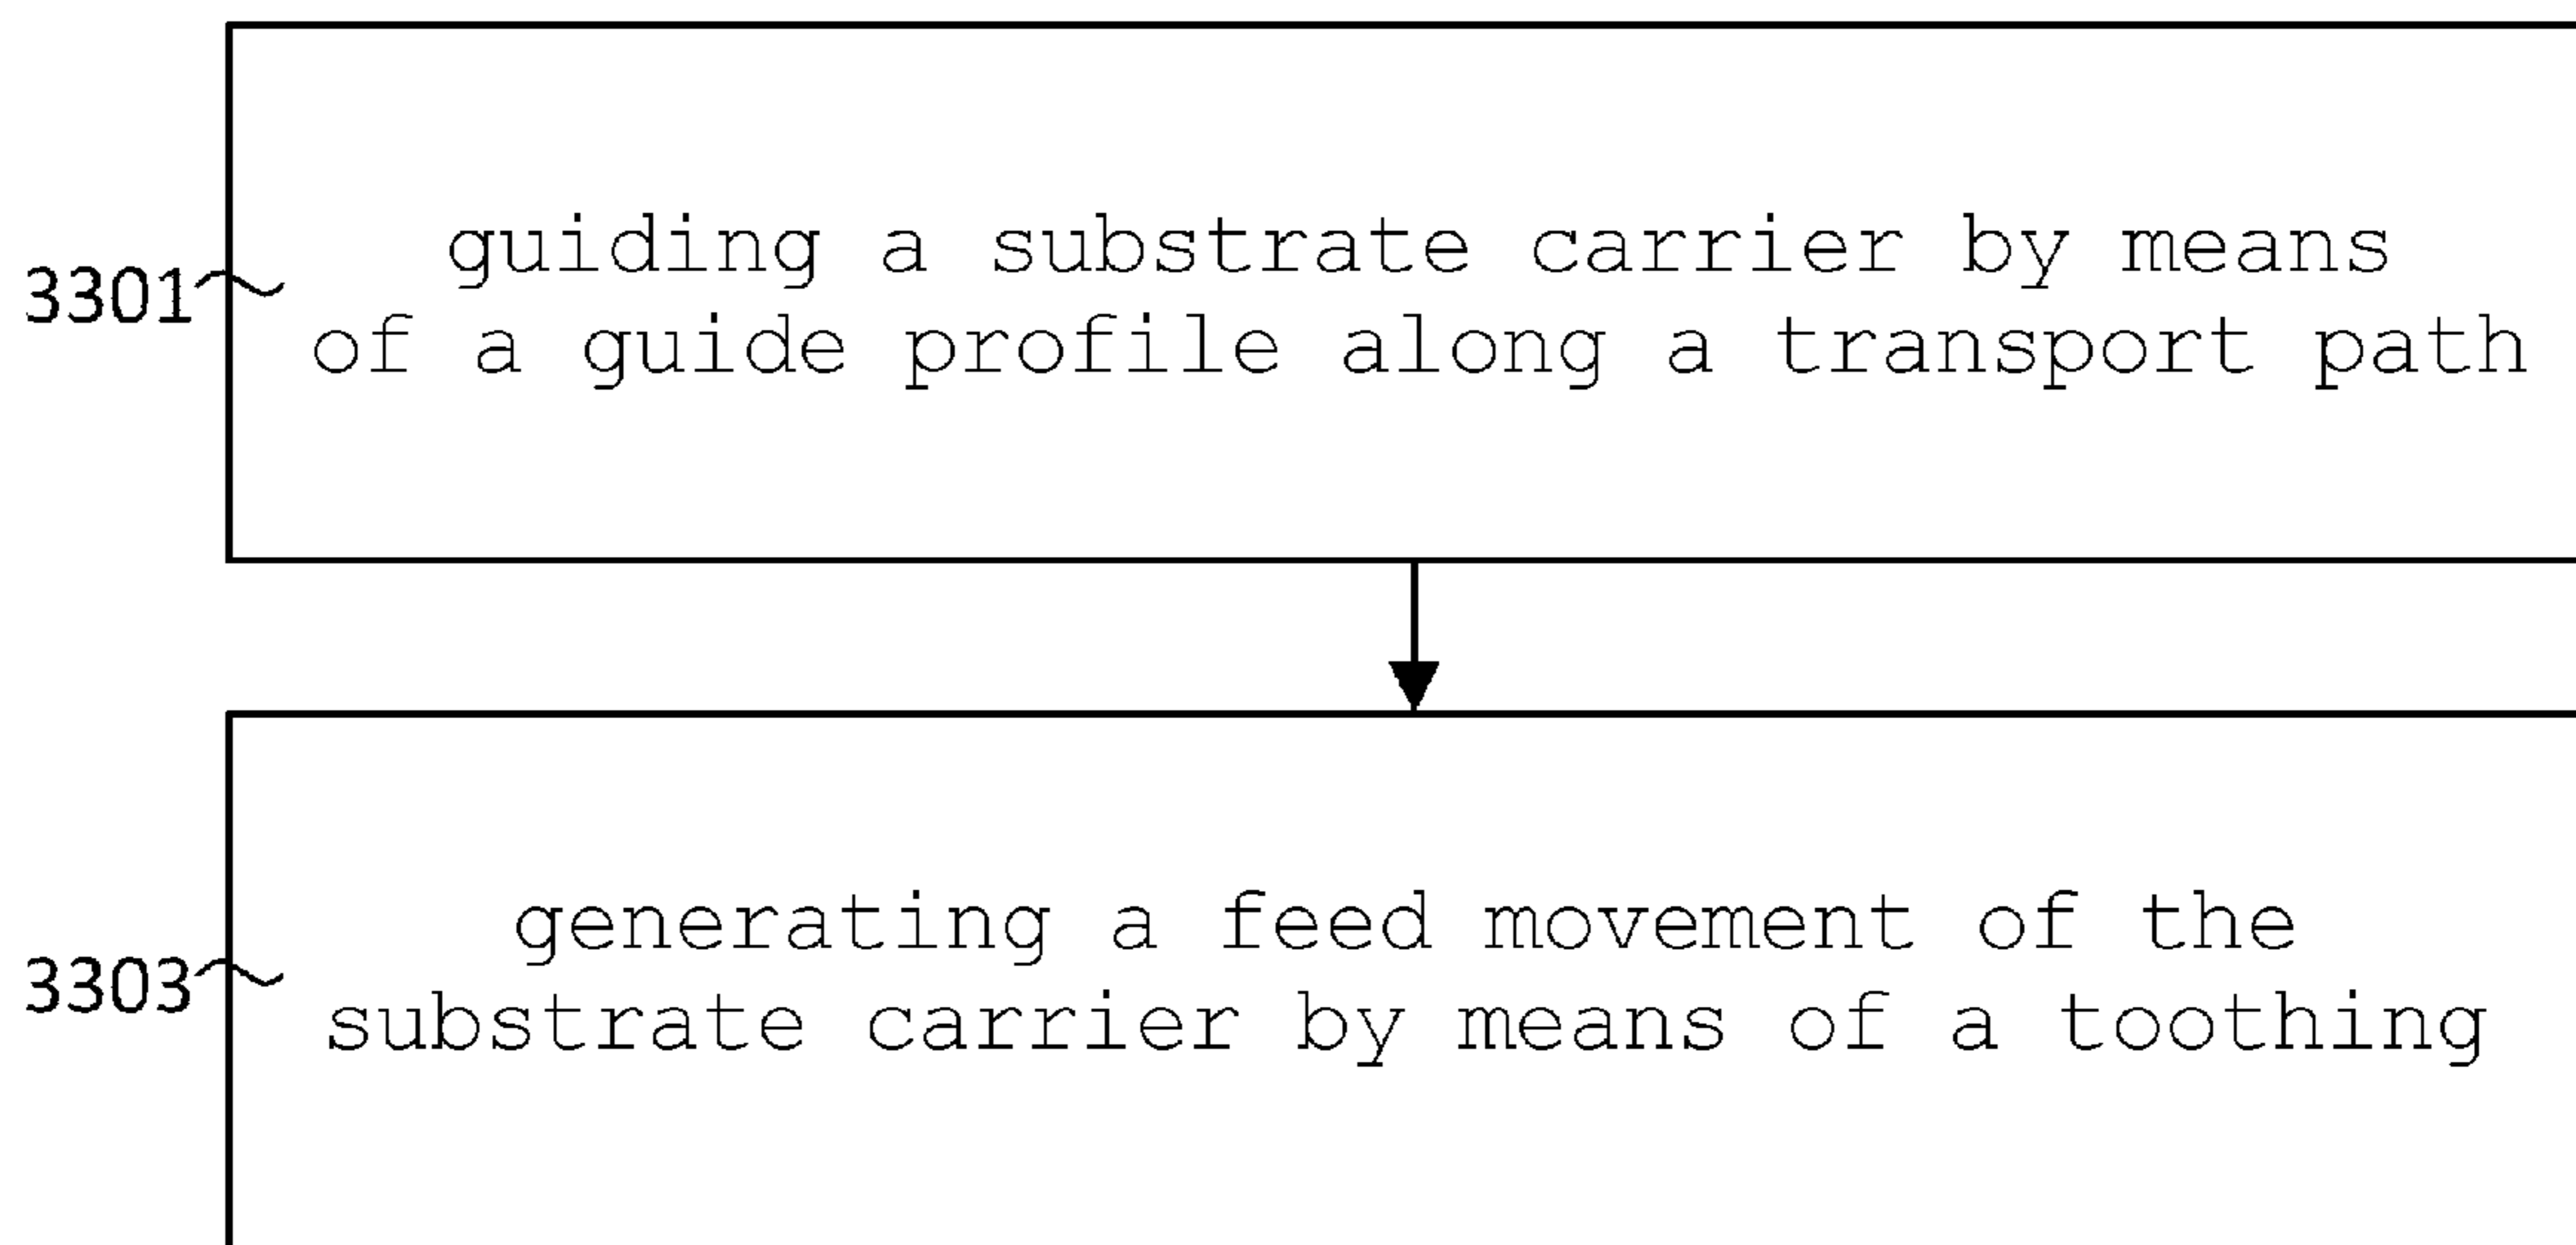 guiding a substrate carrier by means
3301
of a guide profile along a transport path
generating a feed movement of the
3303
substrate carrier by means of a toothing